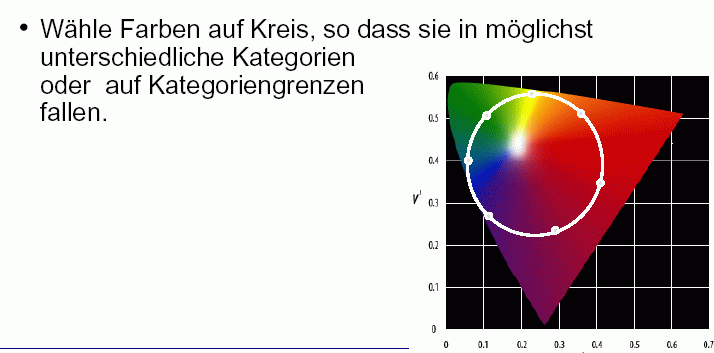 • Wähle Farben auf Kreis, so dass sie in möglichst
unterschiedliche Kategorien
oder auf Kategoriengrenzen
fallen.
0.6
0.5
0.4
v'
0.3
0.2
0.1
0
0 0.1 0.2 0.3 0.4 0.5 0.6 0.7